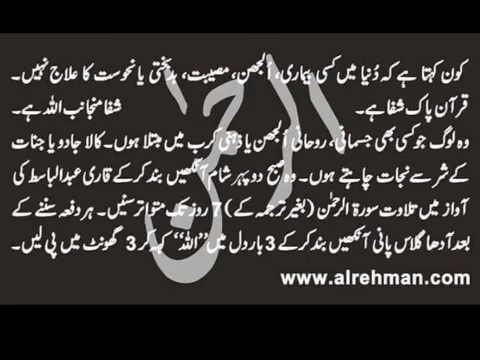 کون کہتا ہے کہ دُنیا میں کسی بیماری، اُلجھن، مصیبت، بدبختی یا نحوست کا علاج نہیں۔
قرآن پاک شفا ہے۔ شفا منجانب اللہ ہے۔
وہ لوگ جو کسی بھی جسمانی، روحانی اُلجھن یا ذہنی کرب میں مبتلا ہوں۔ کالا جادو یا جنات
کے شر سے نجات چاہتے ہوں۔ وہ صبح دوپہر شام آنکھیں بند کر کے قاری عبدالباسط کی
آواز میں تلاوت سورۃ الرحمٰن (بغیر ترجمہ کے) 7 روز تک متواتر سنیں۔ ہر دفعہ سننے کے
بعد آدھا گلاس پانی آنکھیں بند کر کے 3 بار دل میں ”اللہ“ کہہ کر 3 گھونٹ میں پی لیں۔
www.alrehman.com
الرحمن